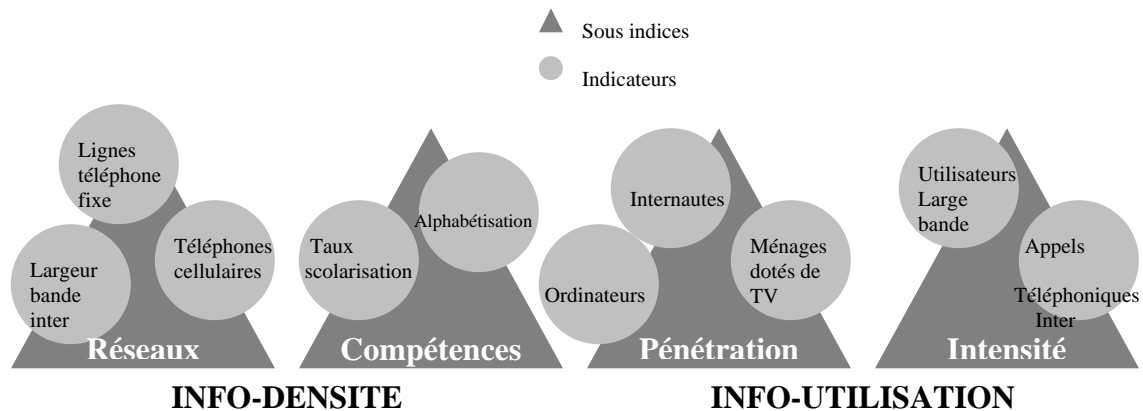 Sous indices
Indicateurs
Lignes
téléphone
fixe
Largeur
bande
inter
Téléphones
cellulaires
Réseaux
Taux
scolarisation
Alphabétisation
Compétences
Ordinateurs
Internautes
Ménages
dotés de
TV
Pénétration
Utilisateurs
Large
bande
Appels
Téléphoniques
Inter
Intensité
INFO-DENSITE
INFO-UTILISATION